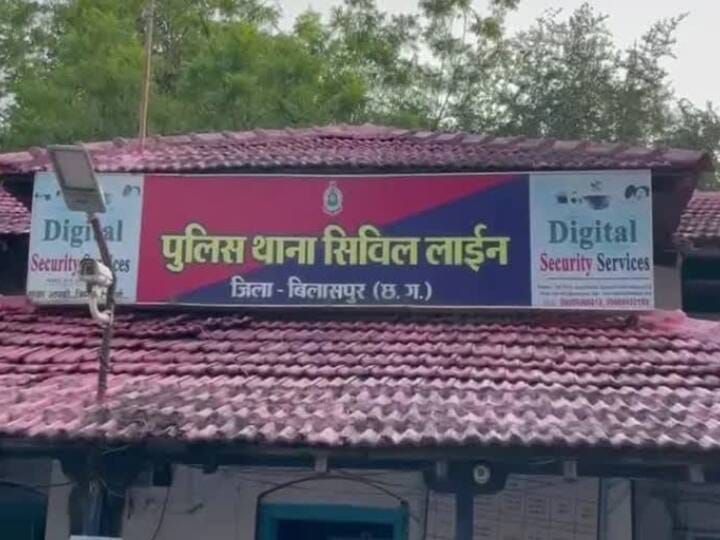 Digital
Security Services
पुलिस थाना सिविल लाईन
जिला - बिलासपुर (छ. ग.)
Digital
Security Services